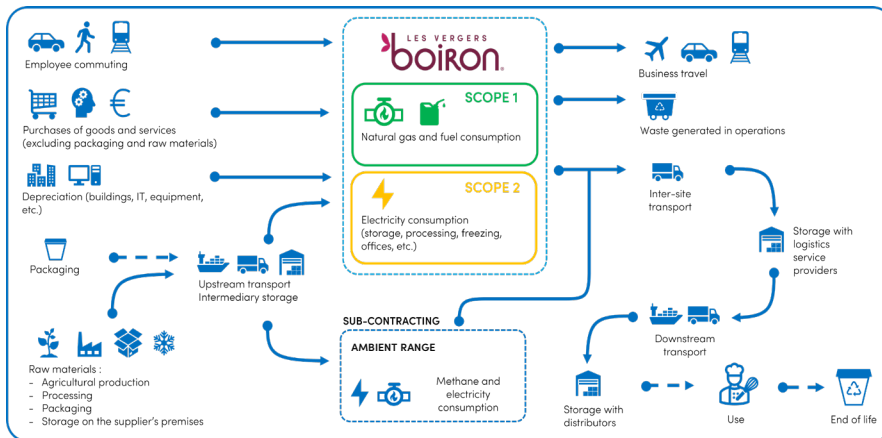 Employee commuting
Purchases of goods and services
(excluding packaging and raw materials)
Depreciation (buildings, IT, equipment,
etc.)
Packaging
Upstream transport
Intermediary storage
Raw materials :
- Agricultural production
- Processing
- Packaging
- Storage on the supplier's premises
LES VERGERS
boiron®
SCOPE 1
Natural gas and fuel consumption
SCOPE 2
Electricity consumption
(storage, processing, freezing,
offices, etc.)
SUB-CONTRACTING
AMBIENT RANGE
Methane and
electricity
consumption
Business travel
Waste generated in operations
Inter-site
transport
Storage with
logistics
service
providers
Downstream
transport
Storage with
distributors
Use
End of life